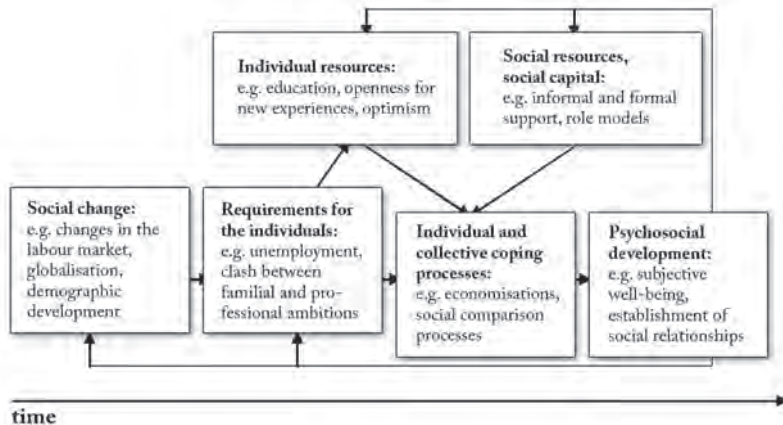 Individual resources:
e.g. education, openness for
new experiences, optimism
Social resources,
social capital:
e.g. informal and formal
support, role models
Social change:
e.g. changes in the
labour market,
globalisation,
demographic
development
Requirements for
the individuals:
e.g. unemployment,
clash between
familial and pro-
fessional ambitions
Individual and
collective coping
processes:
e.g. economisations,
social comparison
processes
Psychosocial
development:
e.g. subjective
well-being,
establishment of
social relationships
time